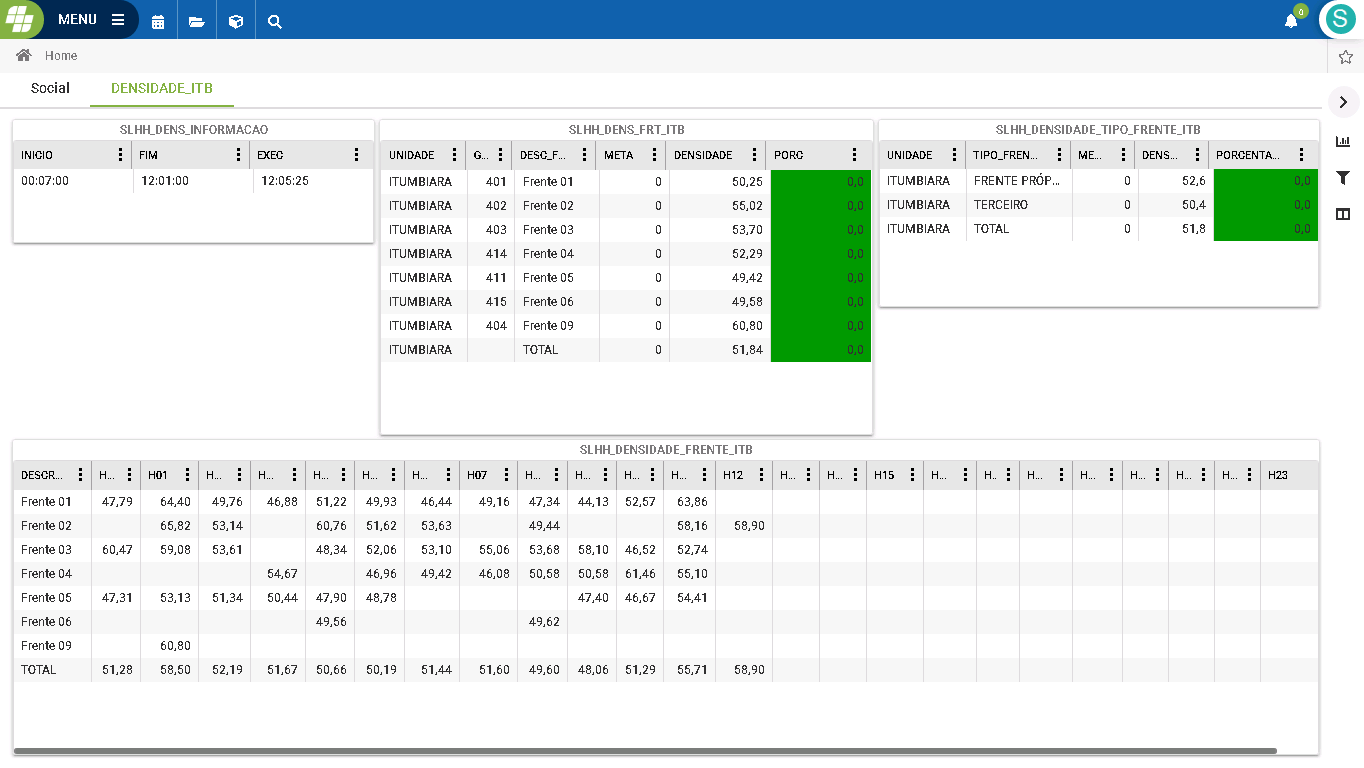 MENU
0
S
Home
Social DENSIDADE_ITB
SLHH_DENS_INFORMACAO
INICIO FIM EXEC
00:07:00 12:01:00 12:05:25
SLHH_DENS_FRT_ITB
UNIDADE G... DESC_F... META DENSIDADE PORC
ITUMBIARA 401 Frente 01 0 50,25 0,0
ITUMBIARA 402 Frente 02 0 55,02 0,0
ITUMBIARA 403 Frente 03 0 53,70 0,0
ITUMBIARA 414 Frente 04 0 52,29 0,0
ITUMBIARA 411 Frente 05 0 49,42 0,0
ITUMBIARA 415 Frente 06 0 49,58 0,0
ITUMBIARA 404 Frente 09 0 60,80 0,0
ITUMBIARA TOTAL 0 51,84 0,0
SLHH_DENSIDADE_TIPO_FRENTE_ITB
UNIDADE TIPO_FREN... ME... DENS... PORCENTA...
ITUMBIARA FRENTE PRÓP... 0 52,6 0,0
ITUMBIARA TERCEIRO 0 50,4 0,0
ITUMBIARA TOTAL 0 51,8 0,0
SLHH_DENSIDADE_FRENTE_ITB
DESCR... H... H01 H... H... H... H... H... H07 H... H... H... H... H12 H... H... H15 H... H... H... H... H... H... H... H23
Frente 01 47,79 64,40 49,76 46,88 51,22 49,93 46,44 49,16 47,34 44,13 52,57 63,86
Frente 02 65,82 53,14 60,76 51,62 53,63 49,44 58,16 58,90
Frente 03 60,47 59,08 53,61 48,34 52,06 53,10 55,06 53,68 58,10 46,52 52,74
Frente 04 54,67 46,96 49,42 46,08 50,58 50,58 61,46 55,10
Frente 05 47,31 53,13 51,34 50,44 47,90 48,78 47,40 46,67 54,41
Frente 06 49,56 49,62
Frente 09 60,80
TOTAL 51,28 58,50 52,19 51,67 50,66 50,19 51,44 51,60 49,60 48,06 51,29 55,71 58,90